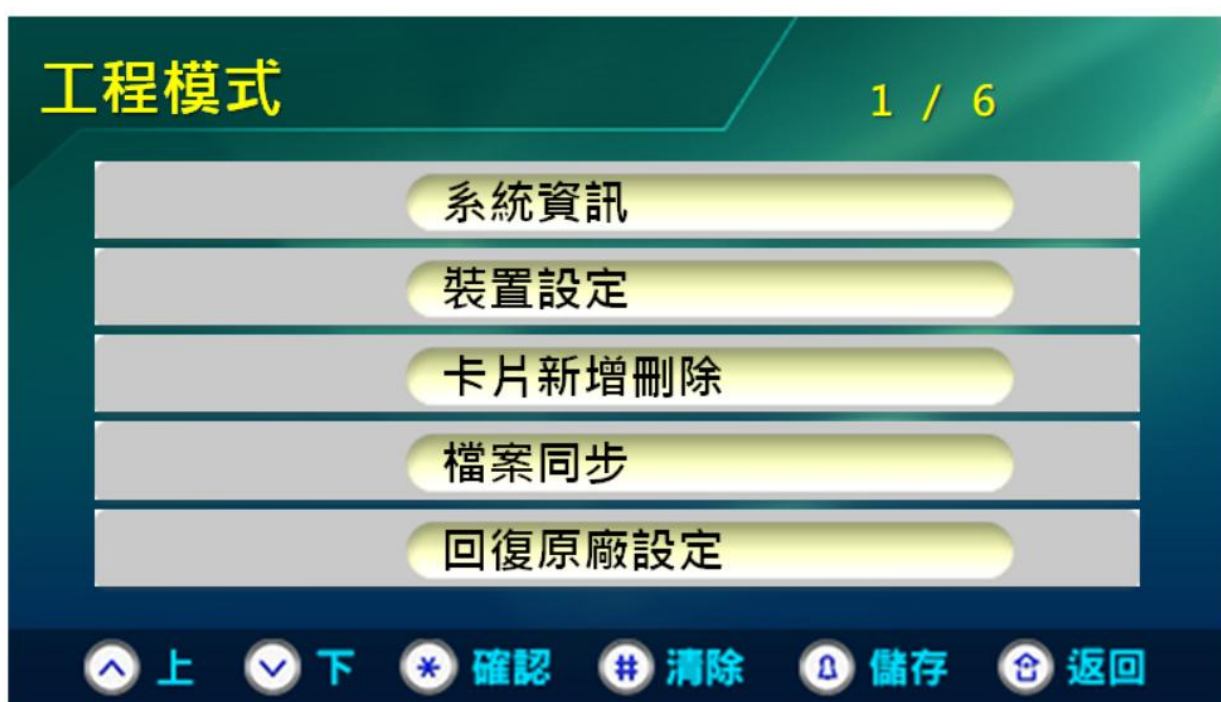 工程模式
1 / 6
系統資訊
裝置設定
卡片新增刪除
檔案同步
回復原廠設定
上 下 * 確認 # 清除 儲存 返回